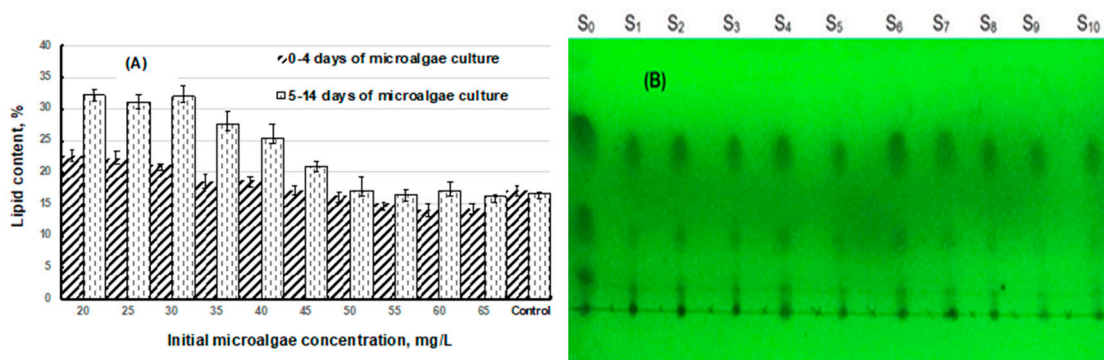 40
35
30
25
20
15
10
5
0
Lipid content, %
(A)
0-4 days of microalgae culture
5-14 days of microalgae culture
20 25 30 35 40 45 50 55 60 65 Control
Initial microalgae concentration, mg/L
S0 S1 S2 S3 S4 S5 S6 S7 S8 S9 S10
(B)